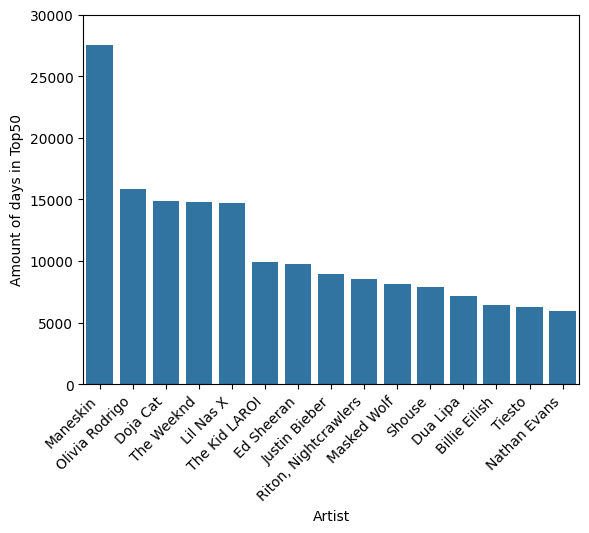 30000
25000
20000
15000
10000
5000
0
Amount of days in Top50
Maneskin
Olivia Rodrigo
Doja Cat
The Weeknd
Lil Nas X
The Kid LAROI
Ed Sheeran
Justin Bieber
Riton, Nightcrawlers
Masked Wolf
Shouse
Dua Lipa
Billie Eilish
Tiesto
Nathan Evans
Artist